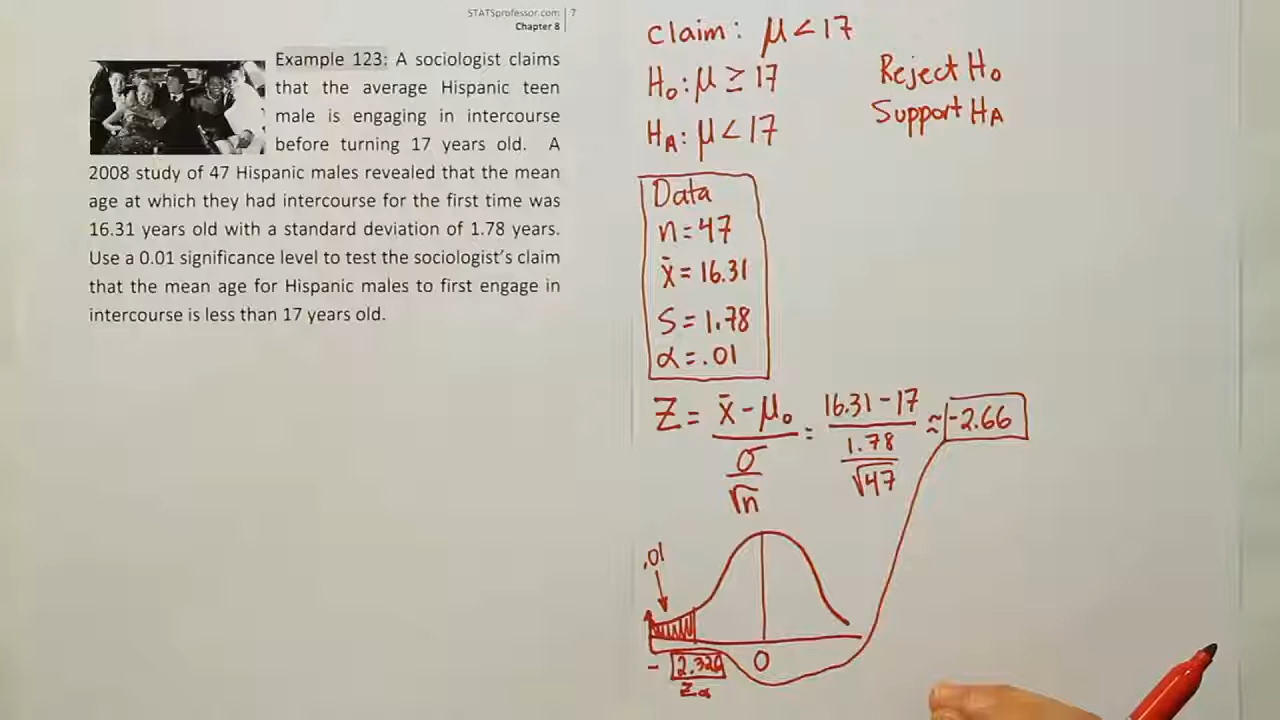 STATSprofessor.com | 7
Chapter 8
Example 123: A sociologist claims
that the average Hispanic teen
male is engaging in intercourse
before turning 17 years old. A
2008 study of 47 Hispanic males revealed that the mean
age at which they had intercourse for the first time was
16.31 years old with a standard deviation of 1.78 years.
Use a 0.01 significance level to test the sociologist's claim
that the mean age for Hispanic males to first engage in
intercourse is less than 17 years old.
Claim: μ < 17
H₀: μ ≥ 17
H_A: μ < 17
Reject H₀
Support H_A
Data
n = 47
x̄ = 16.31
S = 1.78
α = .01
Z = (x̄ - μ₀) / (σ/√n) = (16.31 - 17) / (1.78/√47) ≈ -2.66
.01
- 2.326
Zα
0